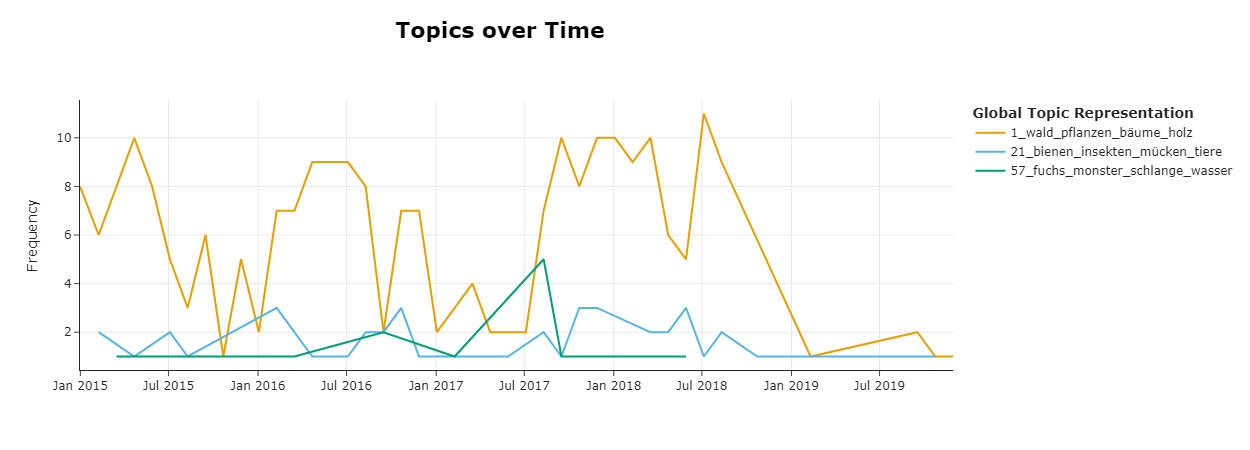 Topics over Time
Global Topic Representation
1_wald_pflanzen_bäume_holz
21_bienen_insekten_mücken_tiere
57_fuchs_monster_schlange_wasser
Frequency
10
8
6
4
2
Jan 2015 Jul 2015 Jan 2016 Jul 2016 Jan 2017 Jul 2017 Jan 2018 Jul 2018 Jan 2019 Jul 2019